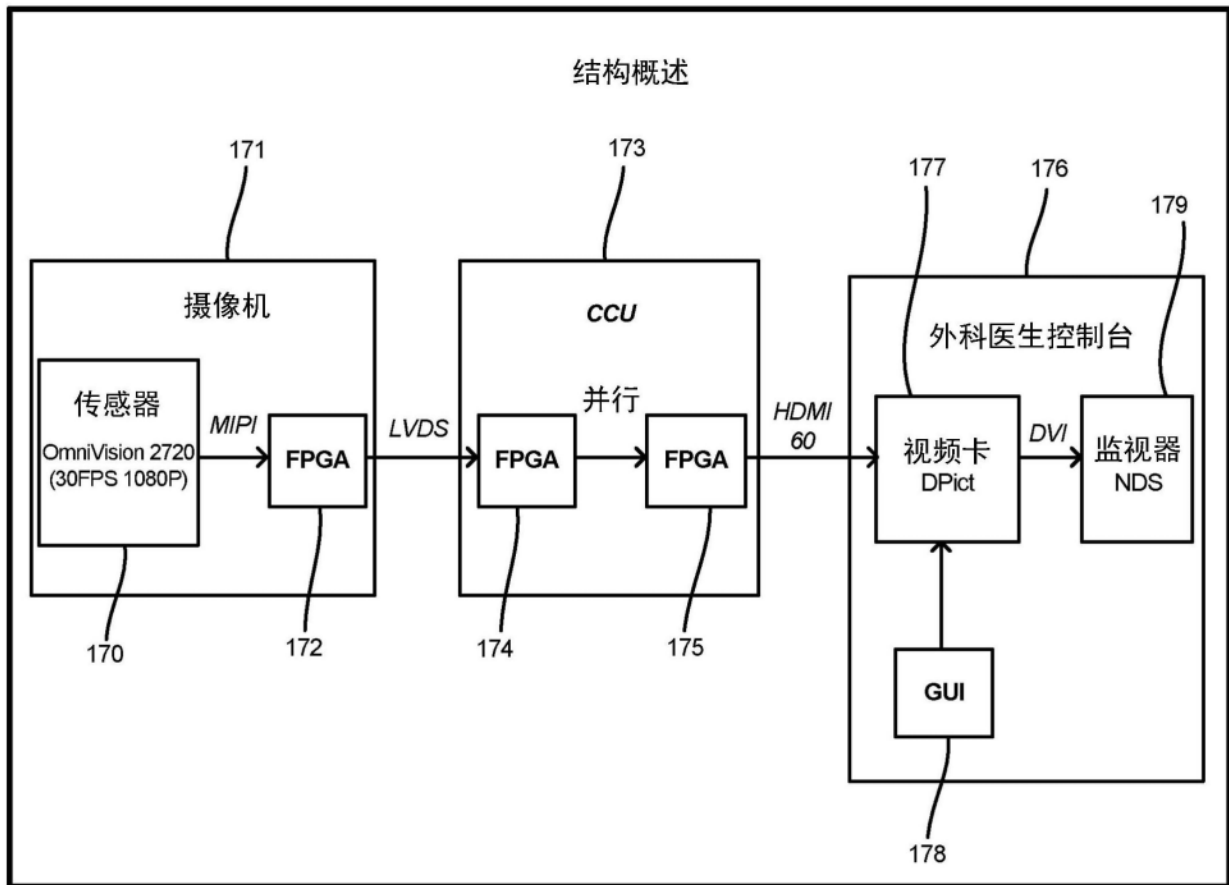 结构概述
171
173
177
176
179
摄像机
传感器
OmniVision 2720
(30FPS 1080P)
MIPI
FPGA
LVDS
CCU
并行
FPGA
FPGA
HDMI
60
外科医生控制台
视频卡
DPict
DVI
监视器
NDS
GUI
170
172
174
175
178